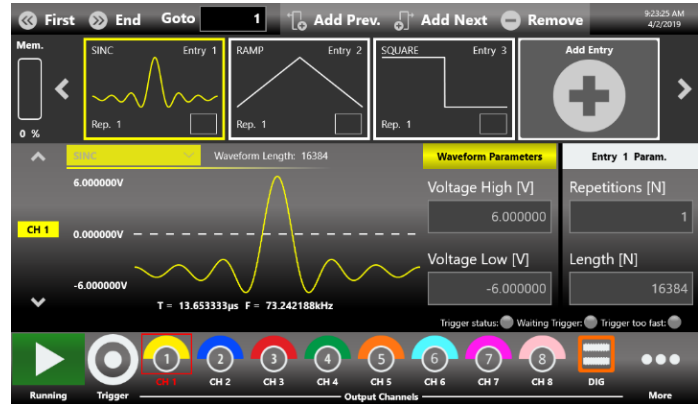 First End Goto 1 Add Prev. Add Next Remove 9:23:25 AM
4/2/2019
Mem.
0 %
SINC Entry 1
Rep. 1
RAMP Entry 2
Rep. 1
SQUARE Entry 3
Rep. 1
Add Entry
SINC Waveform Length: 16384
6.000000V
CH 1
0.000000V
-6.000000V
T = 13.653333µs F = 73.242188kHz
Waveform Parameters
Voltage High [V]
6.000000
Voltage Low [V]
-6.000000
Entry 1 Param.
Repetitions [N]
1
Length [N]
16384
Trigger status: Waiting Trigger: Trigger too fast:
1 2 3 4 5 6 7 8
CH 1 CH 2 CH 3 CH 4 CH 5 CH 6 CH 7 CH 8 DIG
Running Trigger Output Channels More